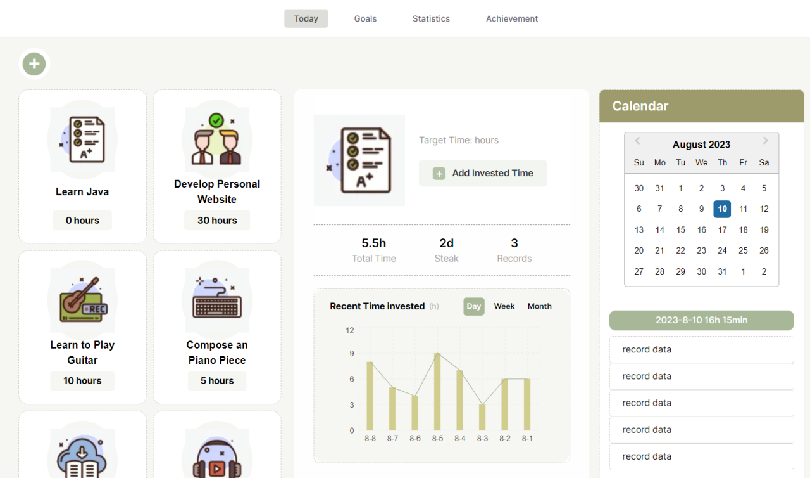 Today Goals Statistics Achievement
+
A+
Learn Java
0 hours
Develop Personal
Website
30 hours
REC
Learn to Play
Guitar
10 hours
Compose an
Piano Piece
5 hours
A+
Target Time: hours
+ Add Invested Time
5.5h 2d 3
Total Time Steak Records
Recent Time invested (h) Day Week Month
12
9
6
3
0
8-8 8-7 8-6 8-5 8-4 8-3 8-2 8-1
Calendar
< August 2023 >
Su Mo Tu We Th Fr Sa
30 31 1 2 3 4 5
6 7 8 9 10 11 12
13 14 15 16 17 18 19
20 21 22 23 24 25 26
27 28 29 30 31 1 2
2023-8-10 16h 15min
record data
record data
record data
record data
record data